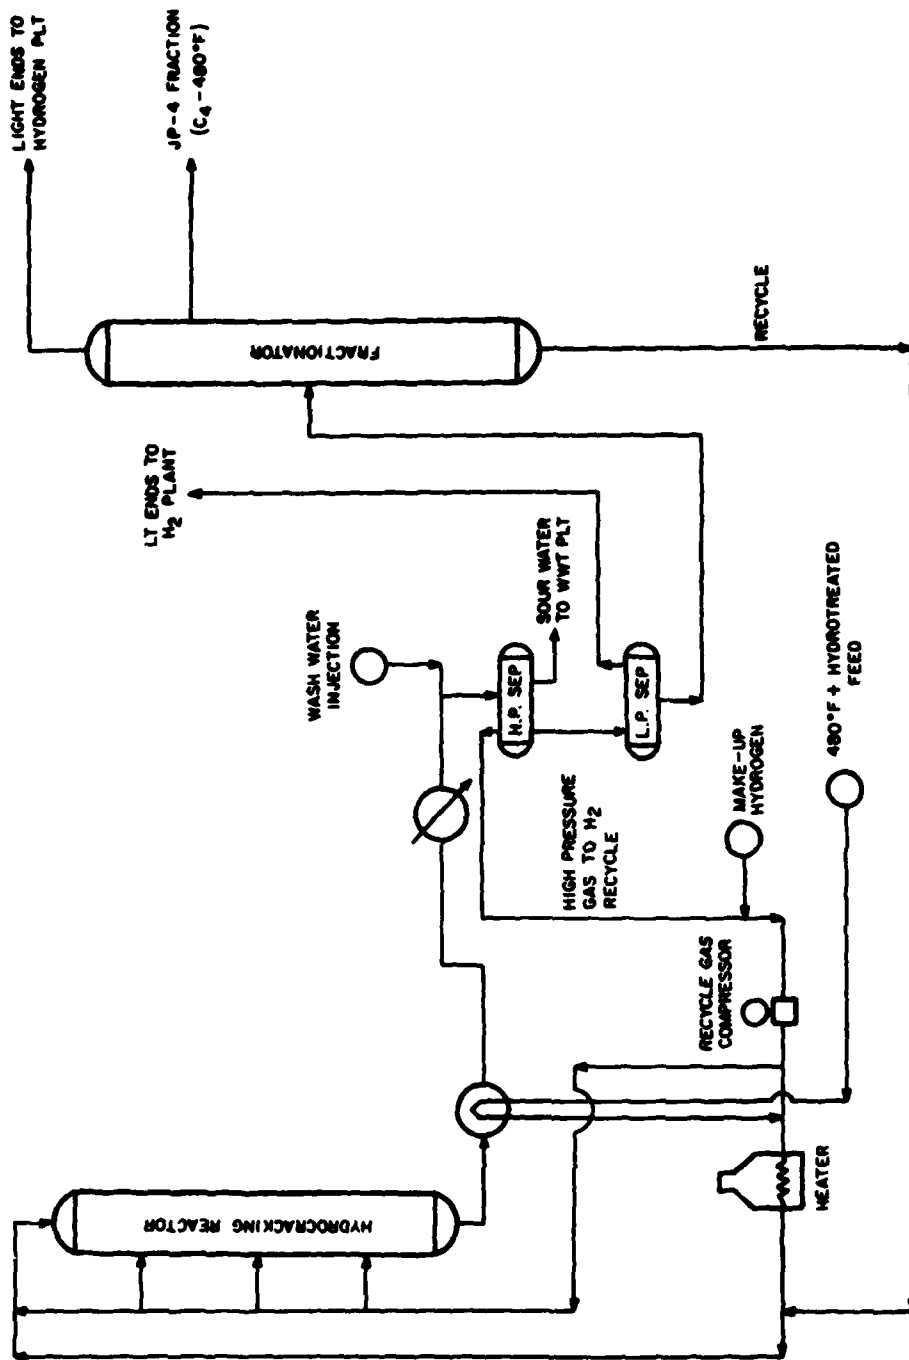 LIGHT ENDS TO
HYDROGEN PLT
JP-4 FRACTION
(C4-480°F)
FRACTIONATOR
RECYCLE
LT ENDS TO
H2 PLANT
SOUR WATER
TO WWT PLT
WASH WATER
INJECTION
H.P. SEP
L.P. SEP
480°F + HYDROTREATED
FEED
MAKE-UP
HYDROGEN
HIGH PRESSURE
GAS TO H2
RECYCLE
RECYCLE GAS
COMPRESSOR
HYDROCRACKING REACTOR
HEATER